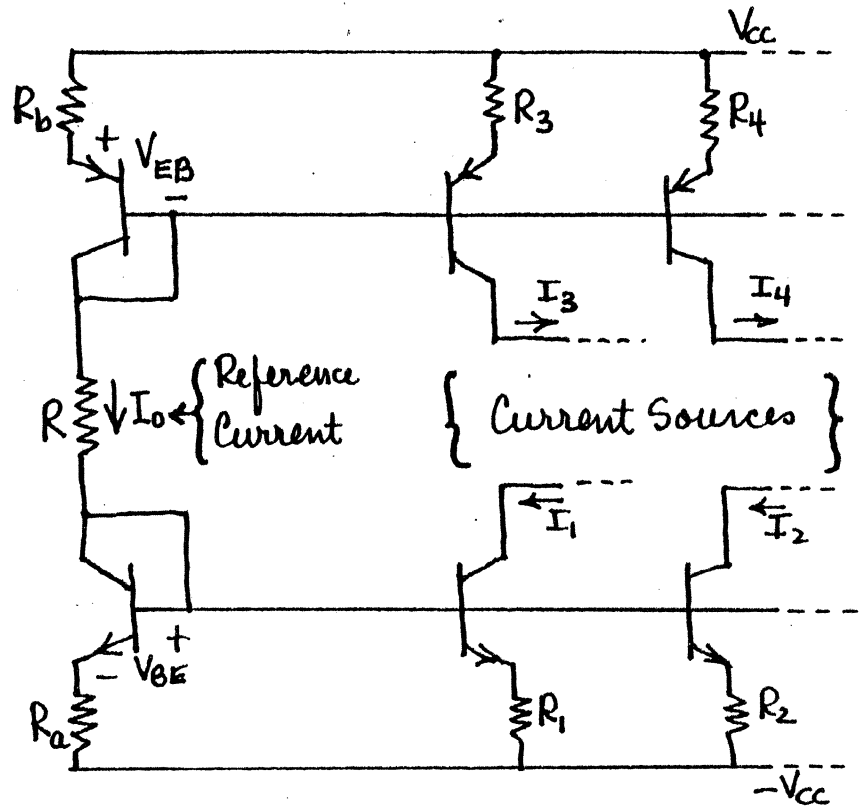 Vcc
Rb
+
VEB
-
R3
R4
I3
I4
R
I0
{ Reference
Current
{ Current Sources }
I1
I2
+
- VBE
Ra
R1
R2
-Vcc